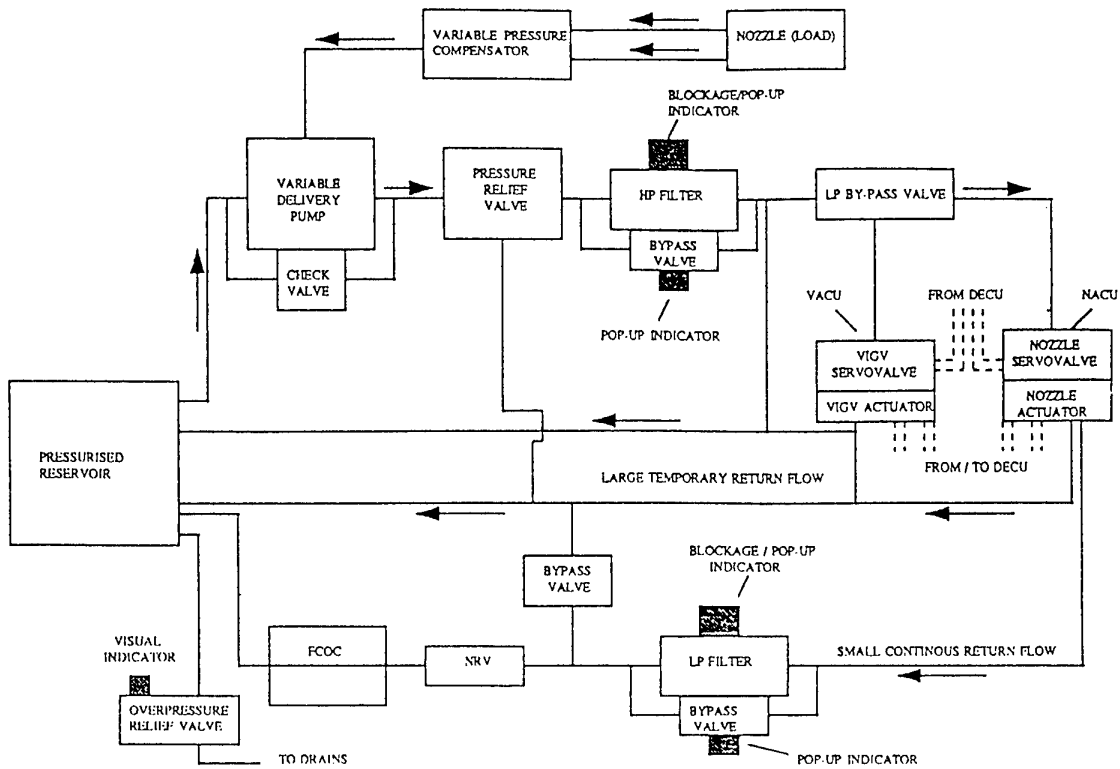 VARIABLE PRESSURE
COMPENSATOR
NOZZLE (LOAD)
BLOCKAGE/POP-UP
INDICATOR
VARIABLE
DELIVERY
PUMP
CHECK
VALVE
PRESSURE
RELIEF
VALVE
HP FILTER
BYPASS
VALVE
POP-UP INDICATOR
LP BY-PASS VALVE
VACU
FROM DECU
NACU
VIGV
SERVOVALVE
VIGV ACTUATOR
NOZZLE
SERVOVALVE
NOZZLE
ACTUATOR
FROM / TO DECU
PRESSURISED
RESERVOIR
LARGE TEMPORARY RETURN FLOW
BYPASS
VALVE
BLOCKAGE / POP-UP
INDICATOR
VISUAL
INDICATOR
FCOC
NRV
LP FILTER
SMALL CONTINOUS RETURN FLOW
OVERPRESSURE
RELIEF VALVE
BYPASS
VALVE
TO DRAINS
POP-UP INDICATOR